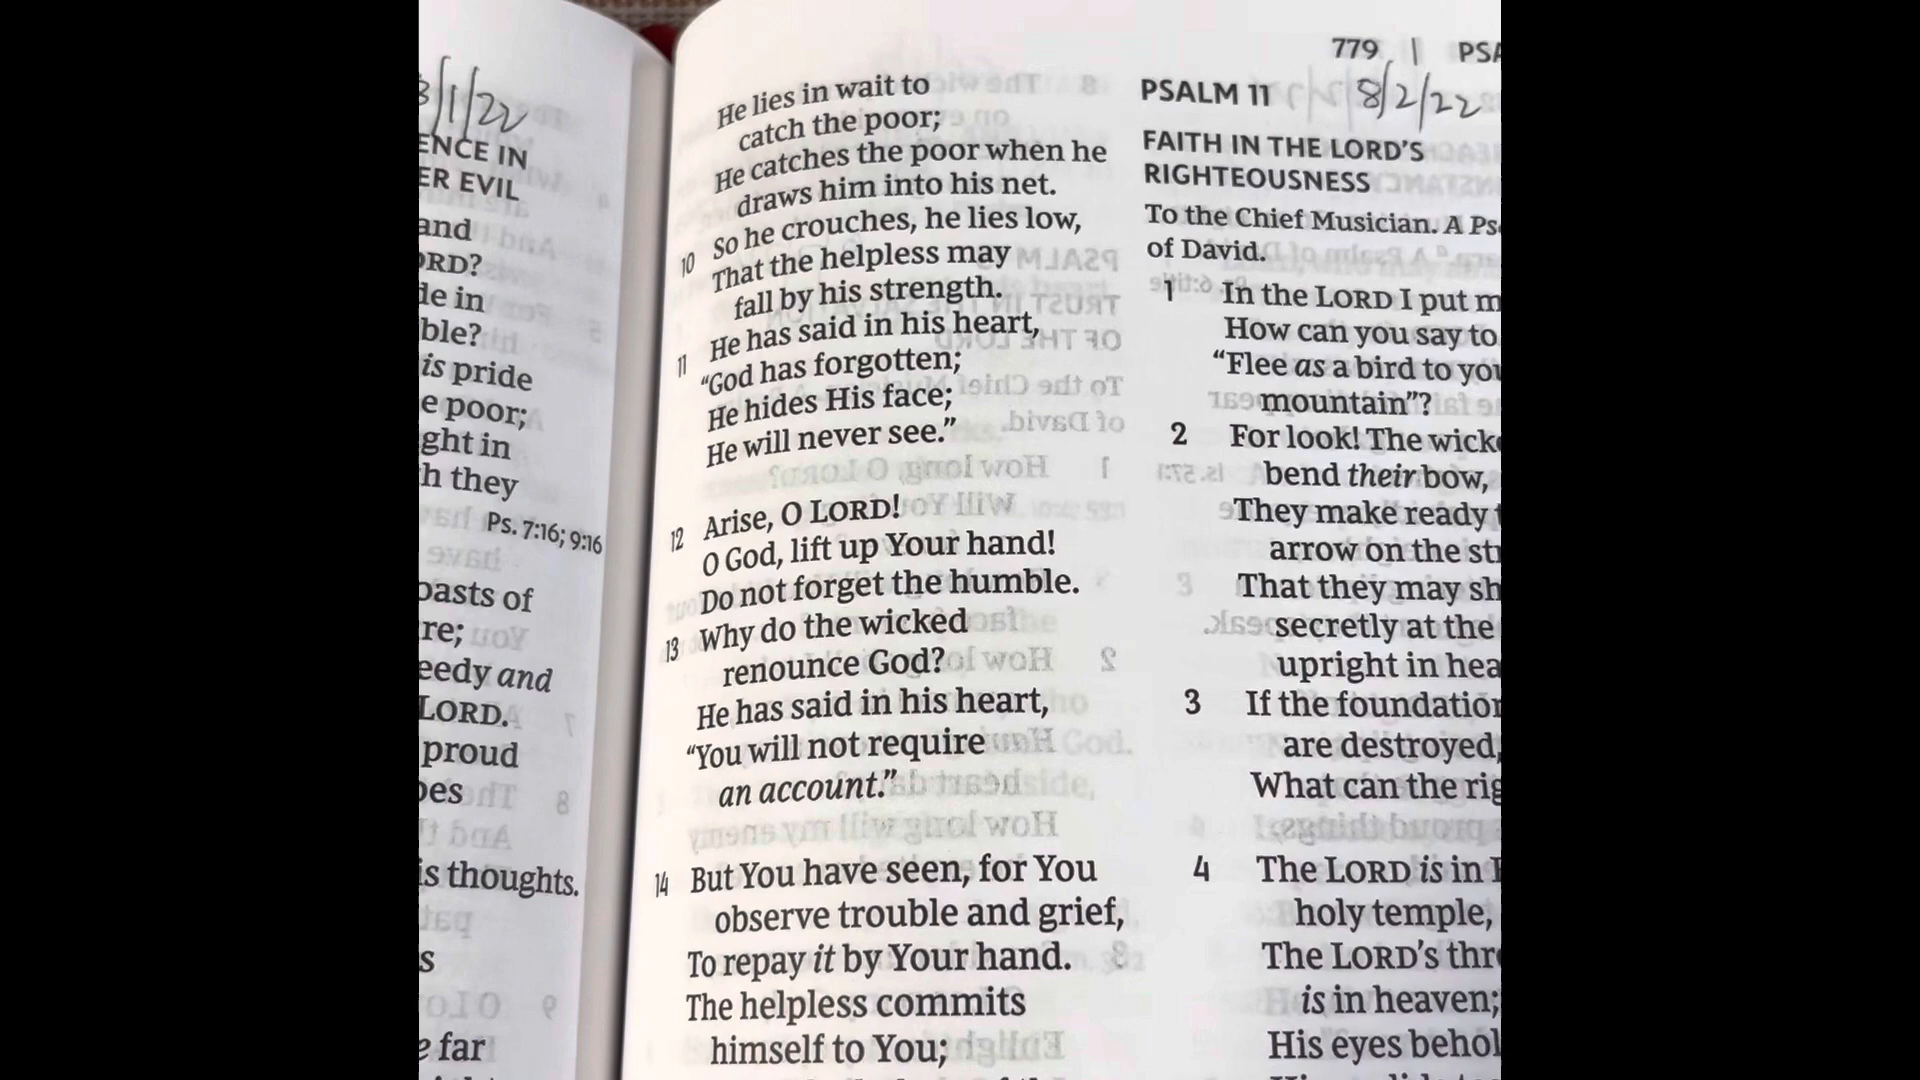 3/1/22
ENCE IN
ER EVIL
and
ORD?
de in
ble?
is pride
e poor;
ght in
h they
Ps. 7:16; 9:16
oasts of
re;
eedy and
LORD.
proud
oes
is thoughts.
s
e far
He lies in wait to
catch the poor;
He catches the poor when he
draws him into his net.
10 So he crouches, he lies low,
That the helpless may
fall by his strength.
11 He has said in his heart,
“God has forgotten;
He hides His face;
He will never see.”
12 Arise, O LORD!
O God, lift up Your hand!
Do not forget the humble.
13 Why do the wicked
renounce God?
He has said in his heart,
“You will not require
an account.”
14 But You have seen, for You
observe trouble and grief,
To repay it by Your hand.
The helpless commits
himself to You;
779 | PSA
PSALM 11 8/2/22
FAITH IN THE LORD’S
RIGHTEOUSNESS
To the Chief Musician. A Ps
of David.
1 In the LORD I put m
How can you say to
“Flee as a bird to you
mountain”?
2 For look! The wick
bend their bow,
They make ready
arrow on the str
That they may sh
secretly at the
upright in hea
3 If the foundation
are destroyed,
What can the rig
4 The LORD is in H
holy temple,
The LORD’s thr
is in heaven;
His eyes behol